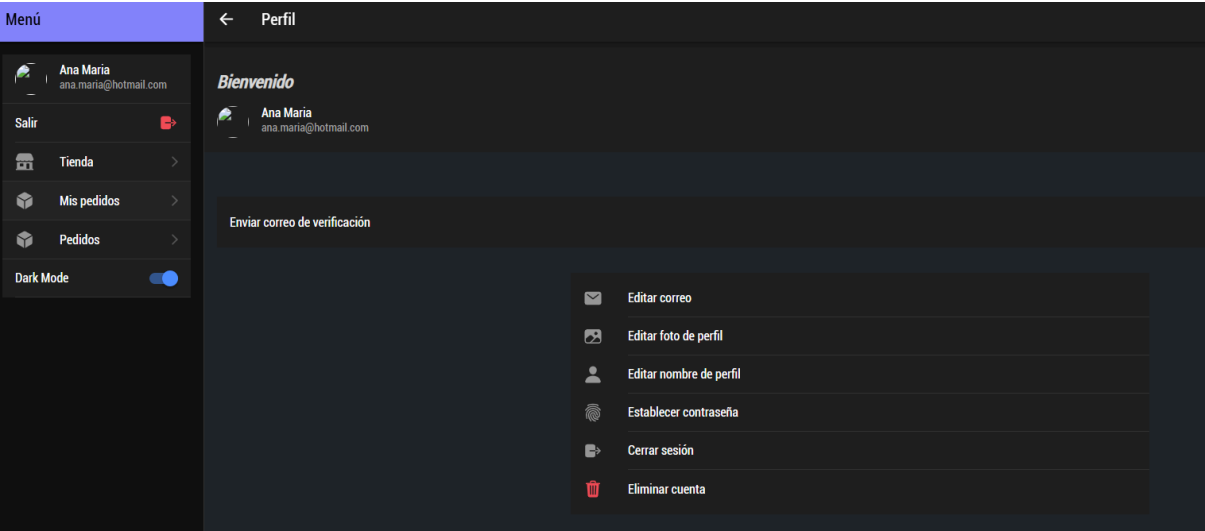 Menú
Ana Maria
ana.maria@hotmail.com
Salir
Tienda
Mis pedidos
Pedidos
Dark Mode
Perfil
Bienvenido
Ana Maria
ana.maria@hotmail.com
Enviar correo de verificación
Editar correo
Editar foto de perfil
Editar nombre de perfil
Establecer contraseña
Cerrar sesión
Eliminar cuenta